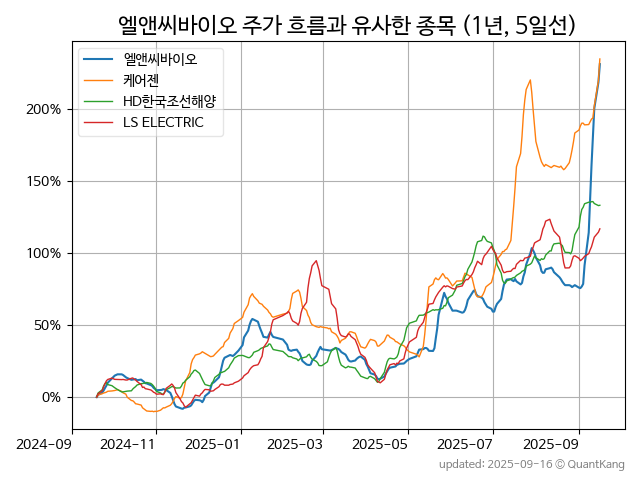 엘앤씨바이오 주가 흐름과 유사한 종목 (1년, 5일선)
엘앤씨바이오
케어젠
HD한국조선해양
LS ELECTRIC
200%
150%
100%
50%
0%
2024-09 2024-11 2025-01 2025-03 2025-05 2025-07 2025-09
updated: 2025-09-16 © QuantKang